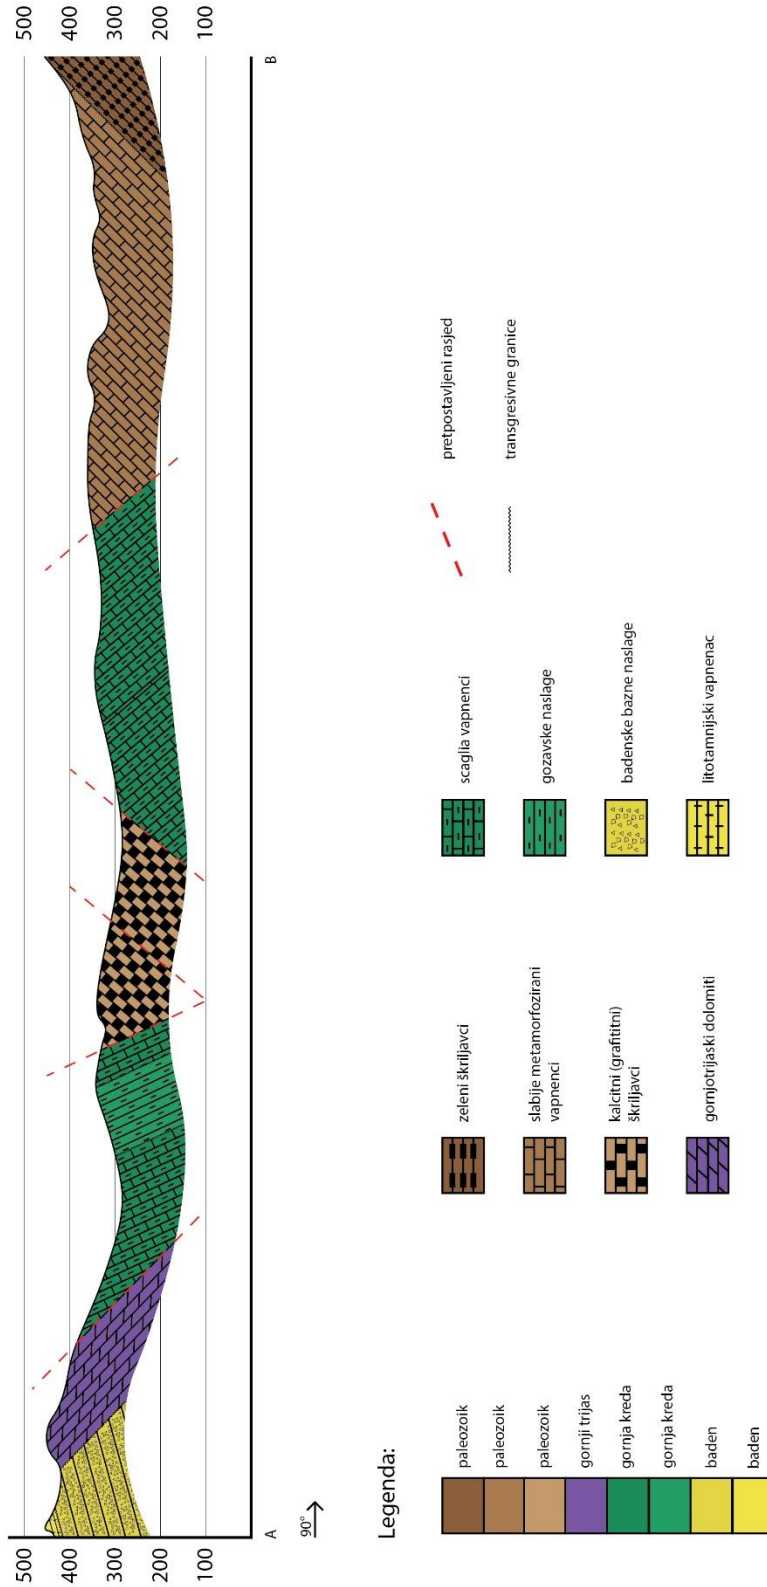 500
400
300
200
100
500
400
300
200
100
A
B
90°
Legenda:
paleozoik
paleozoik
paleozoik
gornji trijas
gornja kreda
gornja kreda
baden
baden
zeleni škriljavci
slabije metamorfozirani
vapnenci
kalcitni (grafititni)
škriljavci
gornjotrijaski dolomiti
scaglia vapnenci
gozavske naslage
badenske bazne naslage
litotamnijski vapnenac
pretpostavljeni rasjed
transgresivne granice